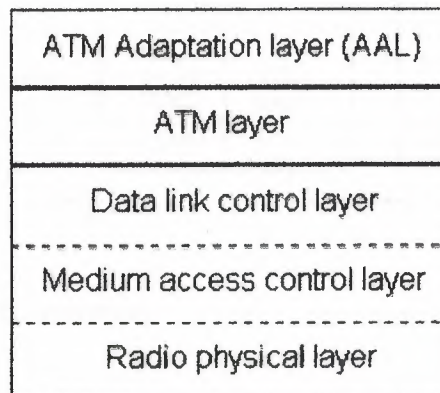 ATM Adaptation layer (AAL)
ATM layer
Data link control layer
Medium access control layer
Radio physical layer